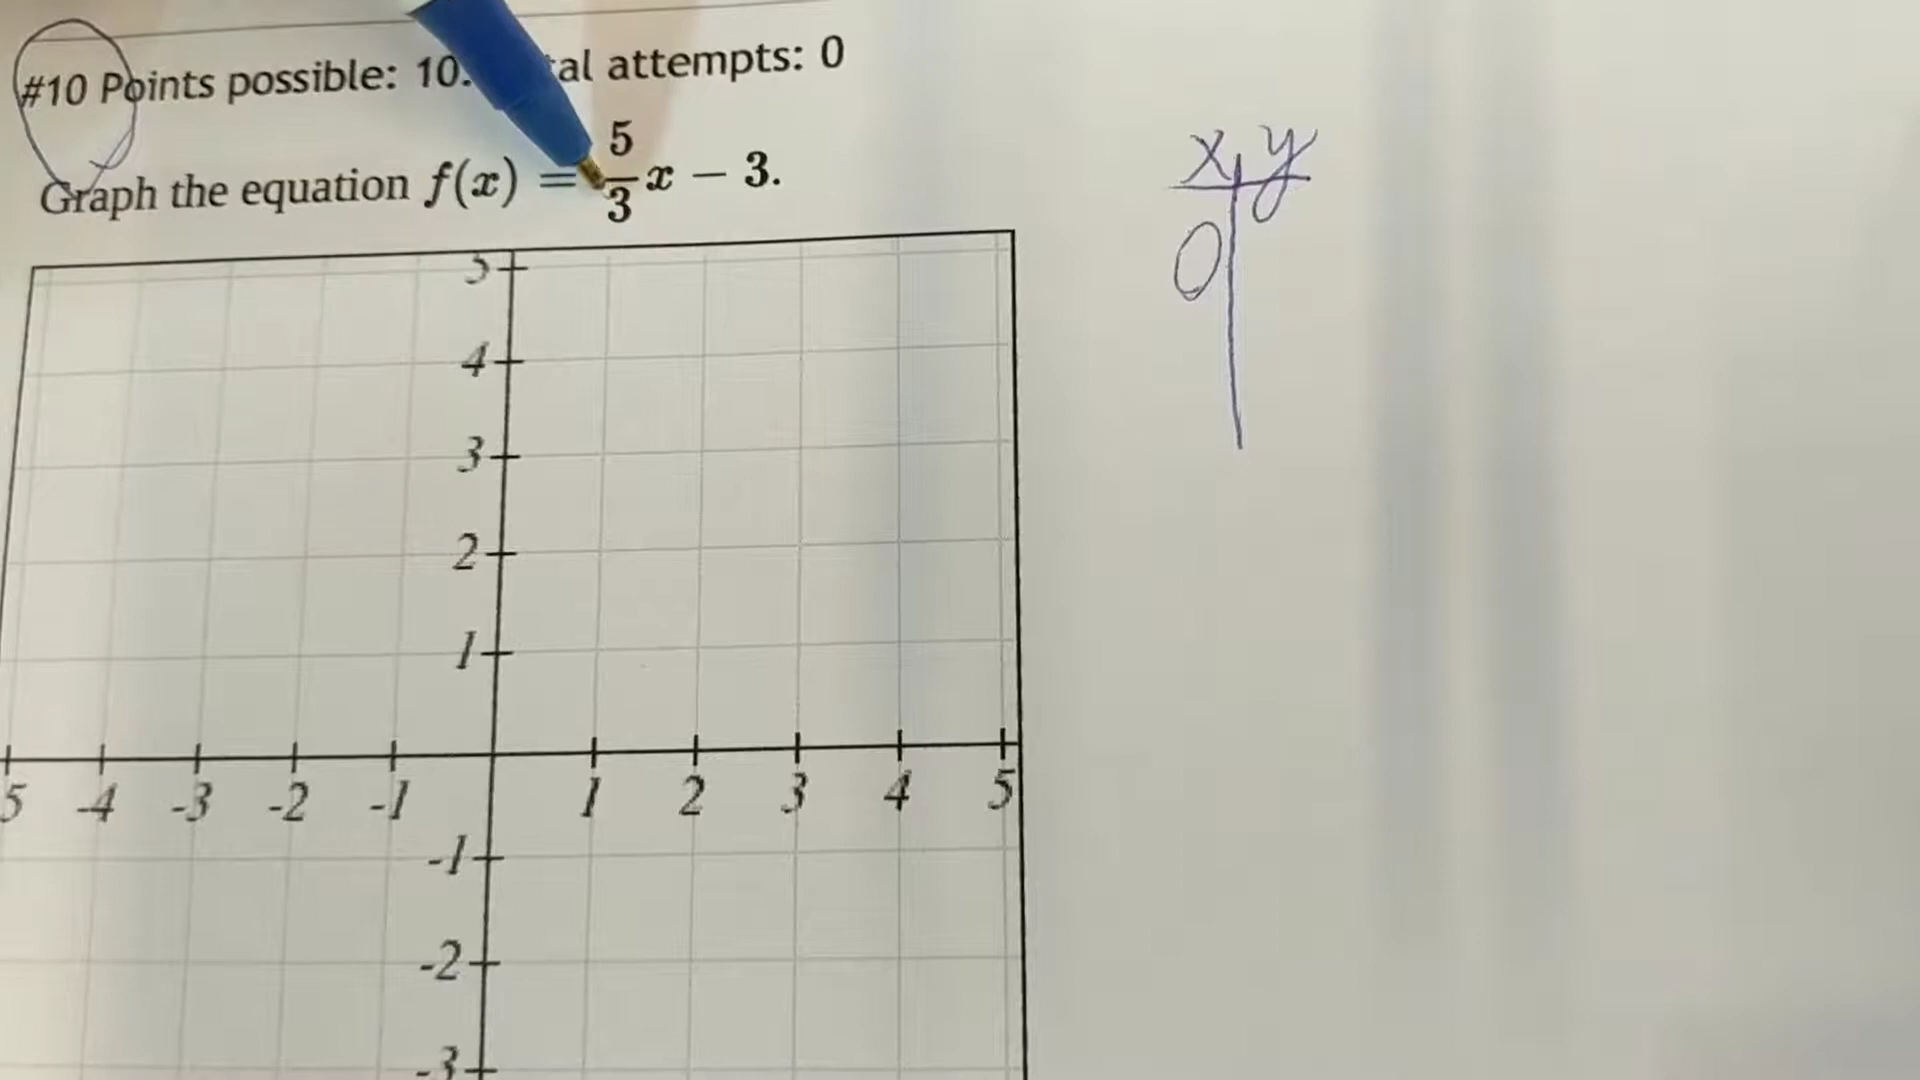 #10 Points possible: 10. al attempts: 0
Graph the equation f(x) = 5/3 x − 3.
x, y
0
5
4
3
2
1
5 -4 -3 -2 -1 1 2 3 4 5
-1
-2
-3